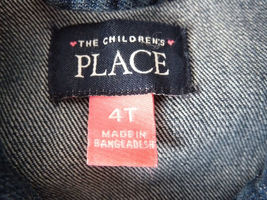 THE CHILDREN'S
PLACE
4T
MADE IN
BANGLADESH